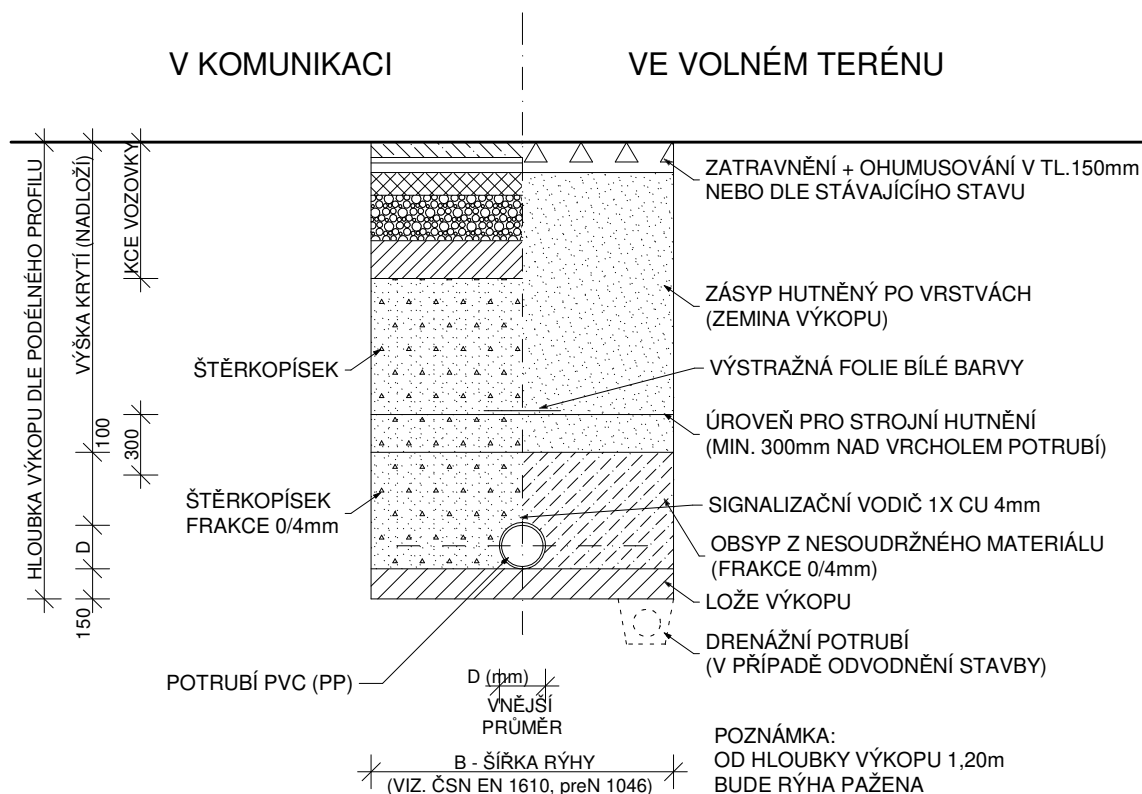 V KOMUNIKACI
VE VOLNÉM TERÉNU
HLOUBKA VÝKOPU DLE PODÉLNÉHO PROFILU
VÝŠKA KRYTÍ (NADLOŽÍ)
KCE VOZOVKY
100
300
D
150
ZATRAVNĚNÍ + OHUMUSOVÁNÍ V TL.150mm
NEBO DLE STÁVAJÍCÍHO STAVU
ZÁSYP HUTNĚNÝ PO VRSTVÁCH
(ZEMINA VÝKOPU)
ŠTĚRKOPÍSEK
VÝSTRAŽNÁ FOLIE BÍLÉ BARVY
ÚROVEŇ PRO STROJNÍ HUTNĚNÍ
(MIN. 300mm NAD VRCHOLEM POTRUBÍ)
ŠTĚRKOPÍSEK
FRAKCE 0/4mm
SIGNALIZAČNÍ VODIČ 1X CU 4mm
OBSYP Z NESOUDRŽNÉHO MATERIÁLU
(FRAKCE 0/4mm)
LOŽE VÝKOPU
DRENÁŽNÍ POTRUBÍ
(V PŘÍPADĚ ODVODNĚNÍ STAVBY)
POTRUBÍ PVC (PP)
D (mm)
VNĚJŠÍ
PRŮMĚR
B - ŠÍŘKA RÝHY
(VIZ. ČSN EN 1610, preN 1046)
POZNÁMKA:
OD HLOUBKY VÝKOPU 1,20m
BUDE RÝHA PAŽENA